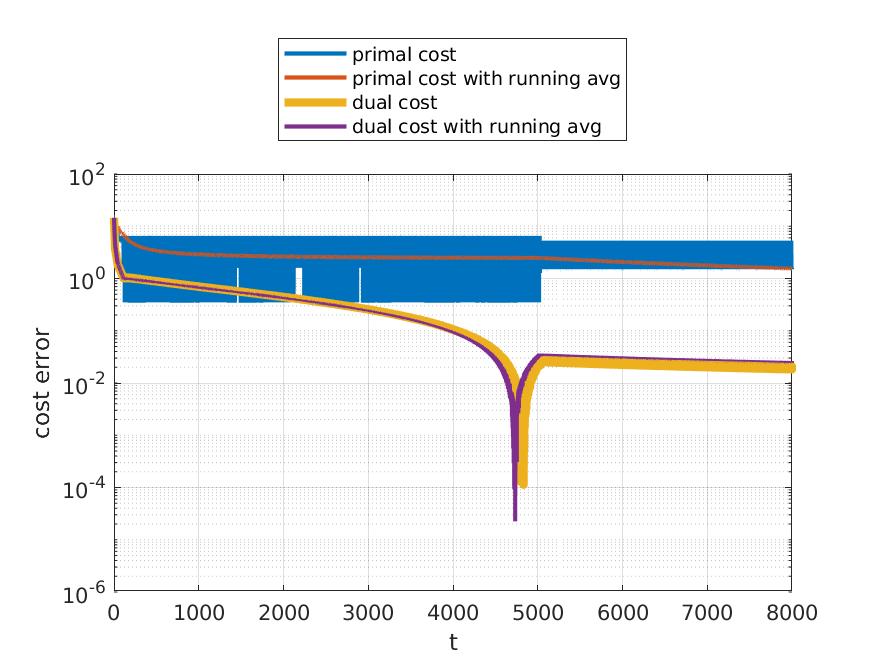 primal cost
primal cost with running avg
dual cost
dual cost with running avg
10^2
10^0
10^-2
10^-4
10^-6
cost error
0 1000 2000 3000 4000 5000 6000 7000 8000
t